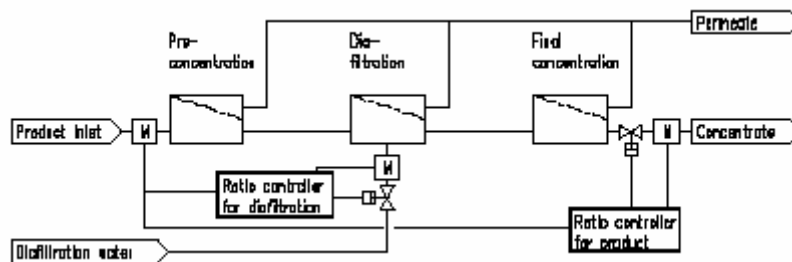 Pre-
concentration
Dia-
filtration
Final
concentration
Permeate
Product inlet
M
M
Concentrate
M
Ratio controller
for diafiltration
Ratio controller
for product
Diafiltration water